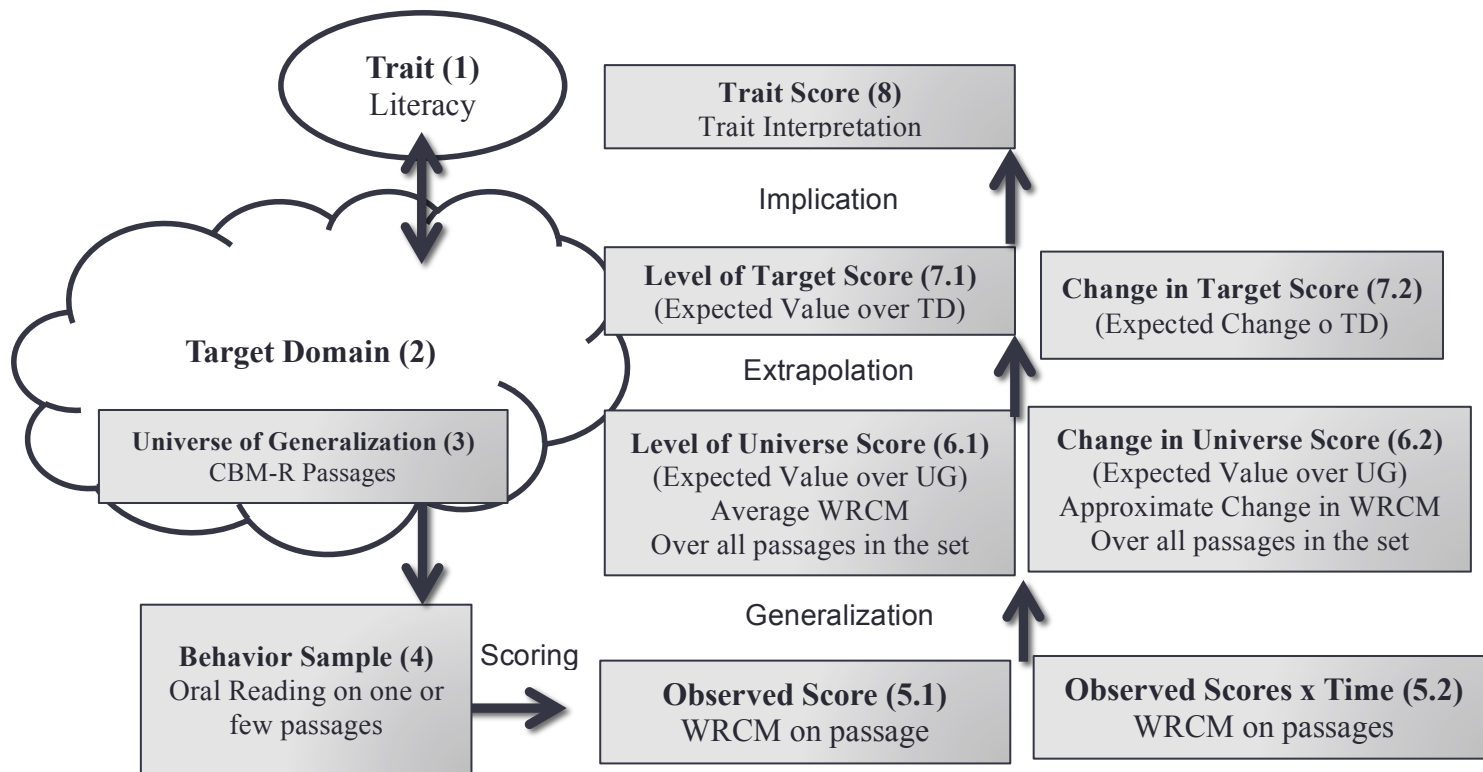 Trait (1)
Literacy
Trait Score (8)
Trait Interpretation
Implication
Level of Target Score (7.1)
(Expected Value over TD)
Change in Target Score (7.2)
(Expected Change o TD)
Target Domain (2)
Extrapolation
Universe of Generalization (3)
CBM-R Passages
Level of Universe Score (6.1)
(Expected Value over UG)
Average WRCM
Over all passages in the set
Change in Universe Score (6.2)
(Expected Value over UG)
Approximate Change in WRCM
Over all passages in the set
Generalization
Behavior Sample (4)
Oral Reading on one or
few passages
Scoring
Observed Score (5.1)
WRCM on passage
Observed Scores x Time (5.2)
WRCM on passages